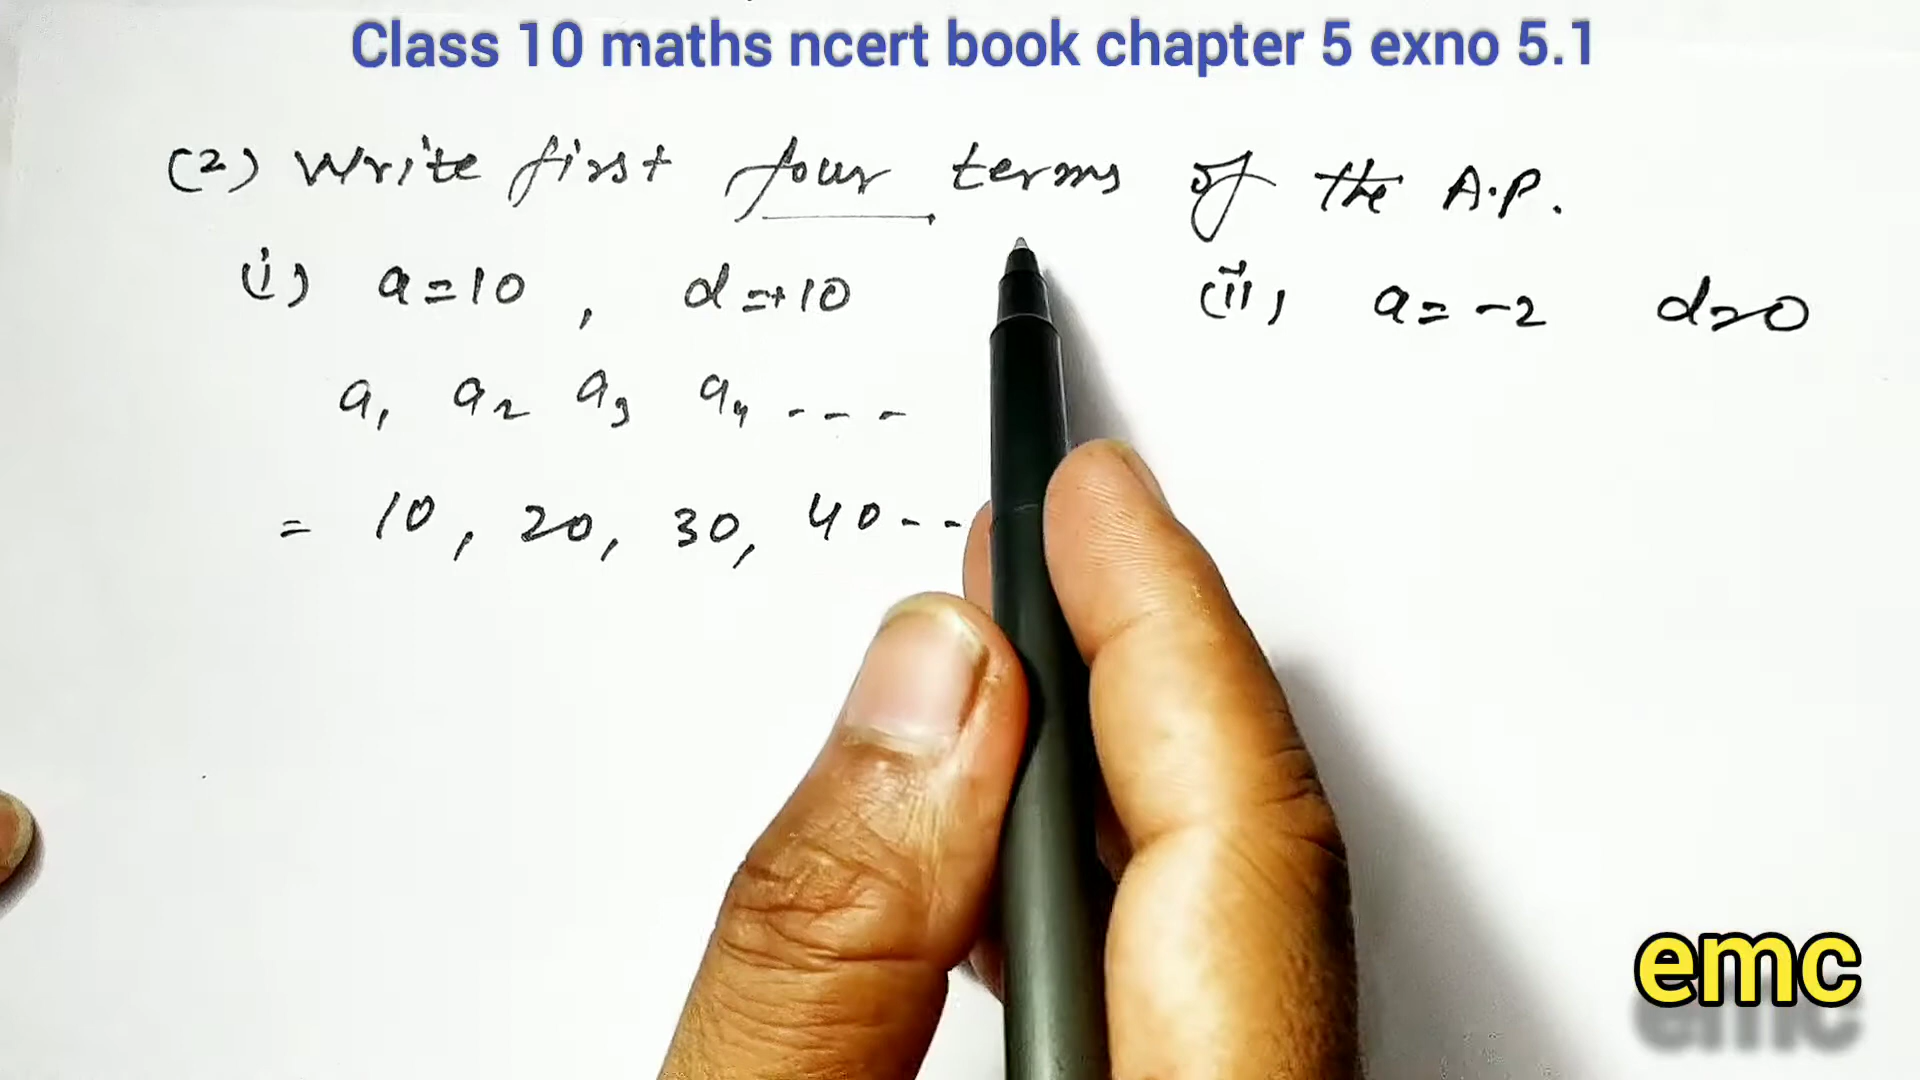 Class 10 maths ncert book chapter 5 exno 5.1
(2) Write first four terms of the A.P.
(i) a=10, d=+10 (ii) a=-2 d=0
a1 a2 a3 a4 ---
= 10, 20, 30, 40--
emc